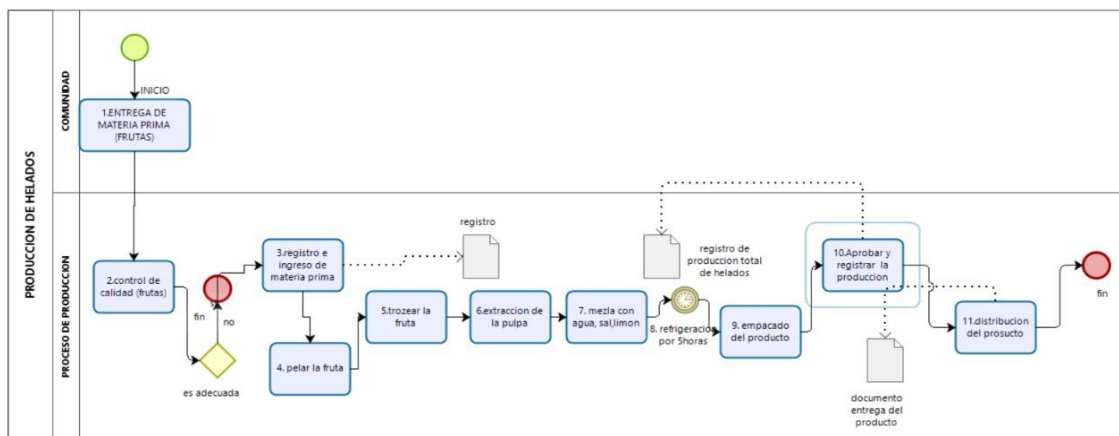 PRODUCCION DE HELADOS
COMUNIDAD
INICIO
1.ENTREGA DE
MATERIA PRIMA
(FRUTAS)
PROCESO DE PRODUCCION
2.control de
calidad (frutas)
fin
no
es adecuada
3.registro e
ingreso de
materia prima
registro
4. pelar la fruta
5.trozear la
fruta
6.extraccion de
la pulpa
7. mezla con
agua, sal,limon
8. refrigeracion
por 5horas
registro de
produccion total
de helados
9. empacado
del producto
10.Aprobar y
registrar la
produccion
documento
entrega del
producto
11.distribucion
del prosucto
fin